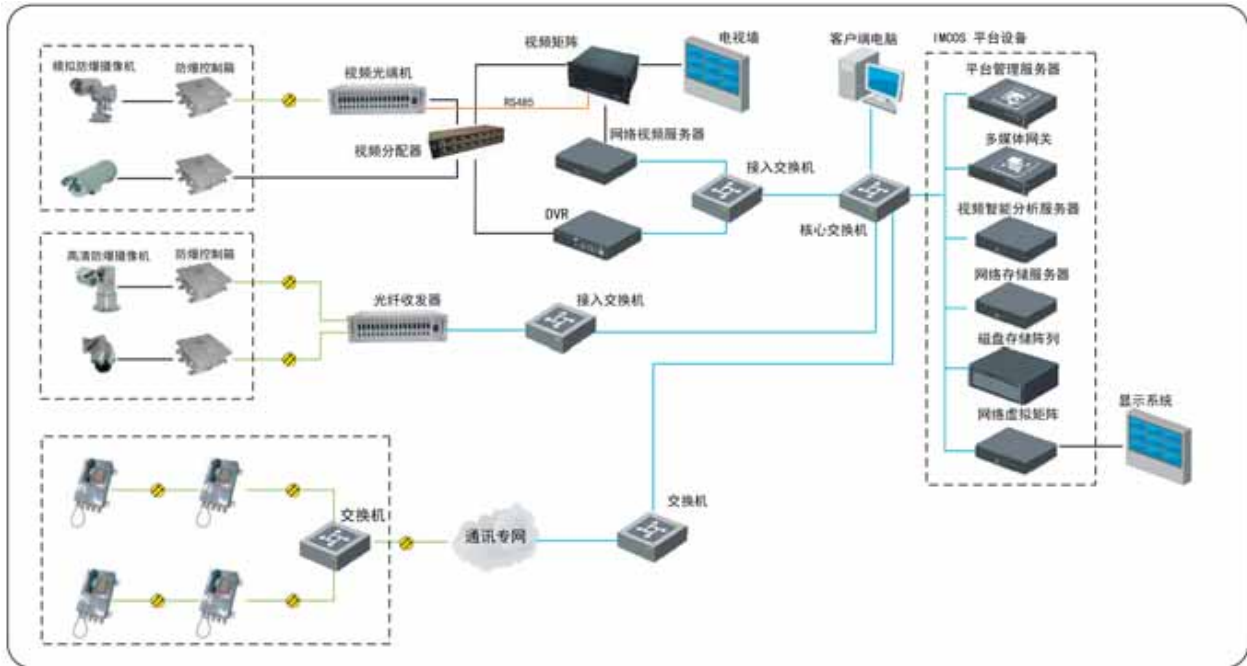 模拟防爆摄像机
防爆控制箱
视频光端机
RS485
视频分配器
视频矩阵
电视墙
网络视频服务器
DVR
接入交换机
客户端电脑
核心交换机
IMCOS 平台设备
平台管理服务器
多媒体网关
视频智能分析服务器
网络存储服务器
磁盘存储阵列
网络虚拟矩阵
显示系统
高清防爆摄像机
防爆控制箱
光纤收发器
接入交换机
交换机
通讯专网
交换机